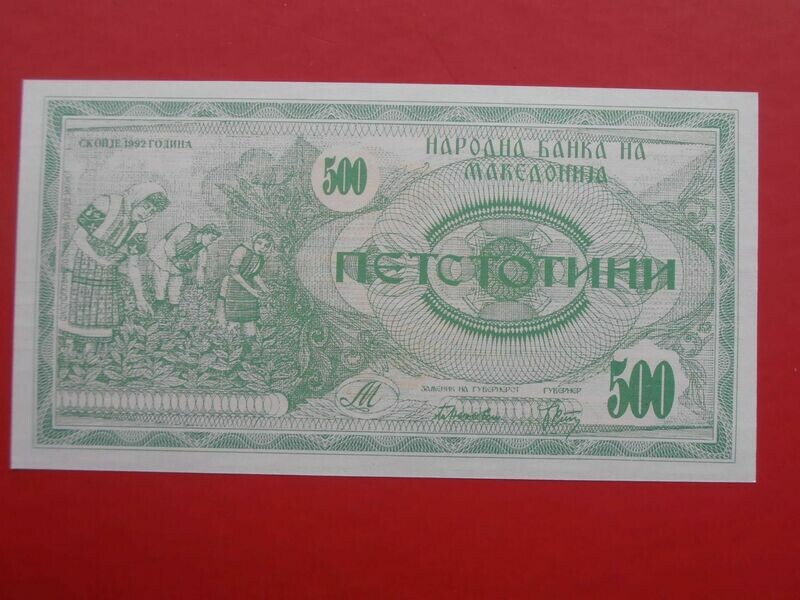 СКОПЈЕ 1992 ГОДИНА
500
НАРОДНА БАНКА НА
МАКЕДОНИЈА
ПЕТСТОТИНИ
ЗАМЕНИК НА ГУВЕРНЕРОТ ГУВЕРНЕР
М
500